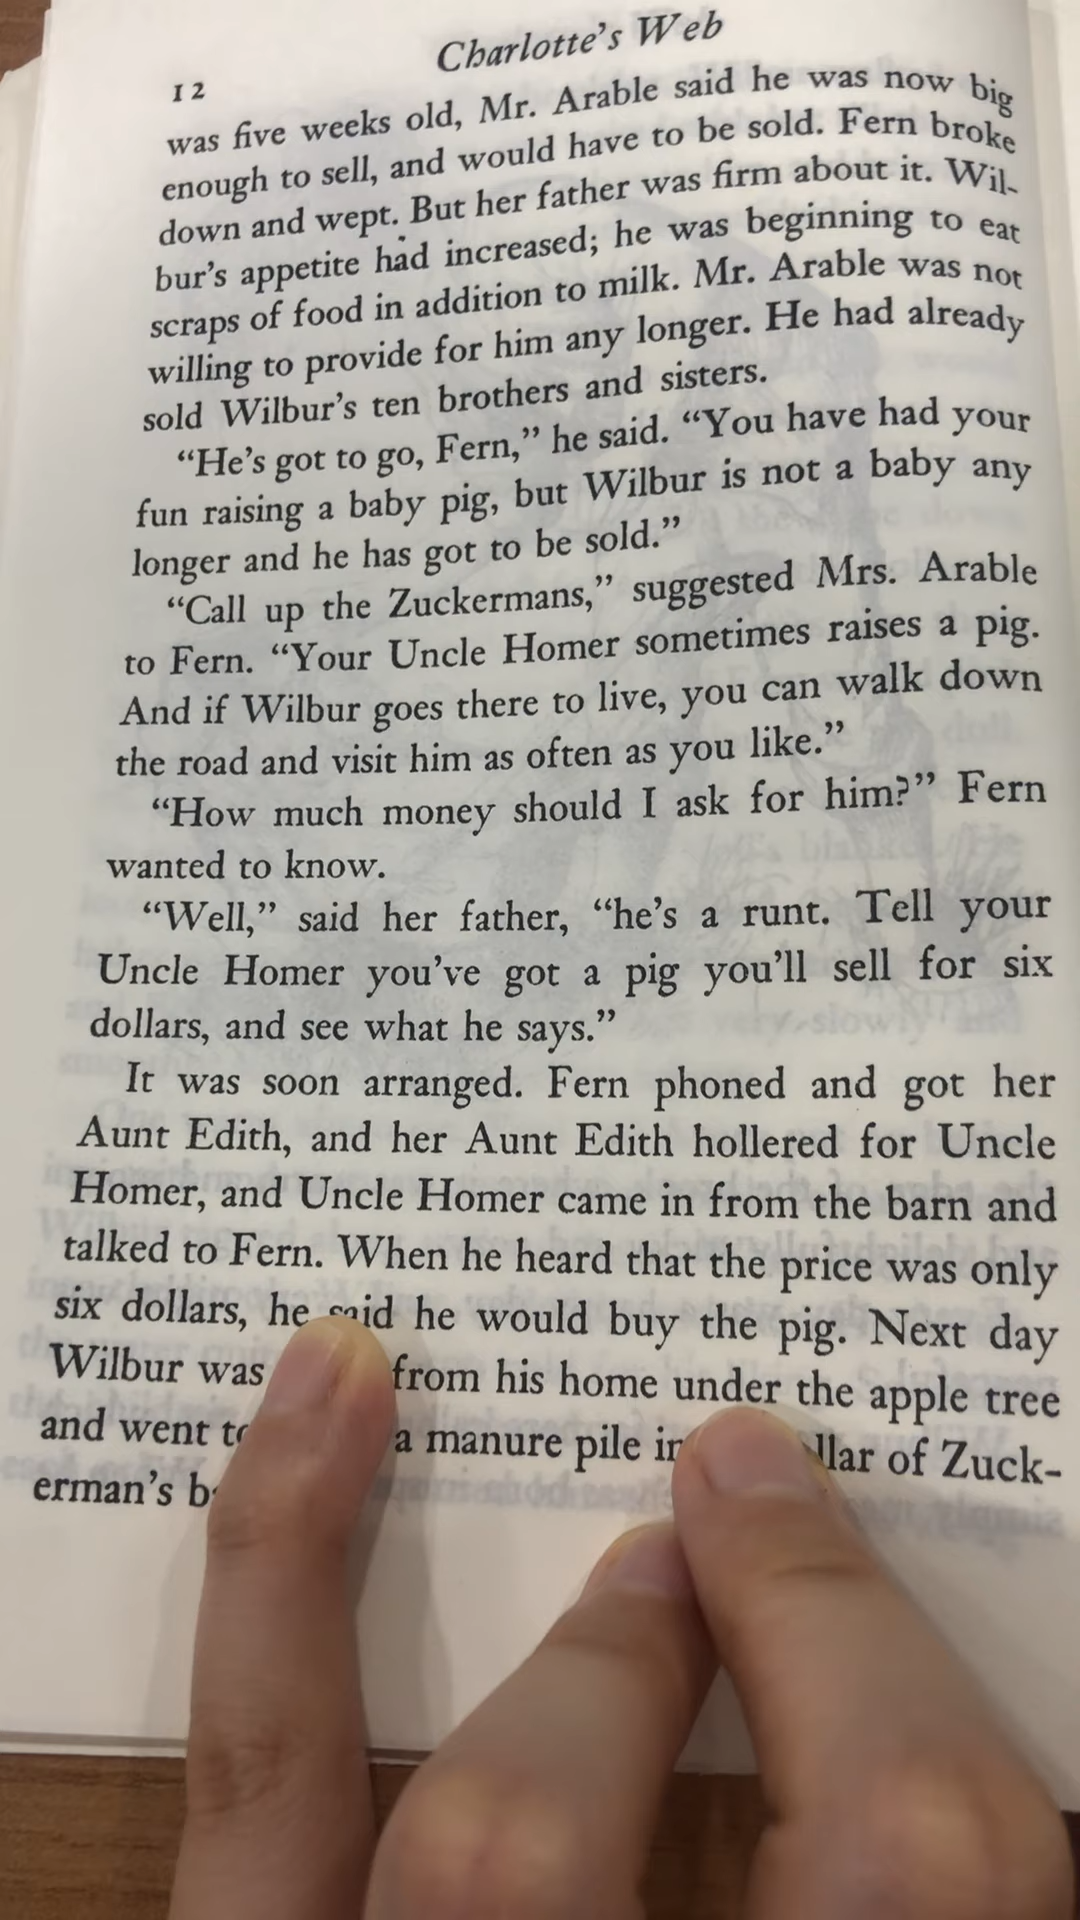 Charlotte's Web
12
was five weeks old, Mr. Arable said he was now big
enough to sell, and would have to be sold. Fern broke
down and wept. But her father was firm about it. Wil-
bur's appetite had increased; he was beginning to eat
scraps of food in addition to milk. Mr. Arable was not
willing to provide for him any longer. He had already
sold Wilbur's ten brothers and sisters.
“He's got to go, Fern,” he said. “You have had your
fun raising a baby pig, but Wilbur is not a baby any
longer and he has got to be sold.”
“Call up the Zuckermans,” suggested Mrs. Arable
to Fern. “Your Uncle Homer sometimes raises a pig.
And if Wilbur goes there to live, you can walk down
the road and visit him as often as you like.”
“How much money should I ask for him?” Fern
wanted to know.
“Well,” said her father, “he's a runt. Tell your
Uncle Homer you've got a pig you'll sell for six
dollars, and see what he says.”
It was soon arranged. Fern phoned and got her
Aunt Edith, and her Aunt Edith hollered for Uncle
Homer, and Uncle Homer came in from the barn and
talked to Fern. When he heard that the price was only
six dollars, he said he would buy the pig. Next day
Wilbur was from his home under the apple tree
and went a manure pile of Zuck-
erman's